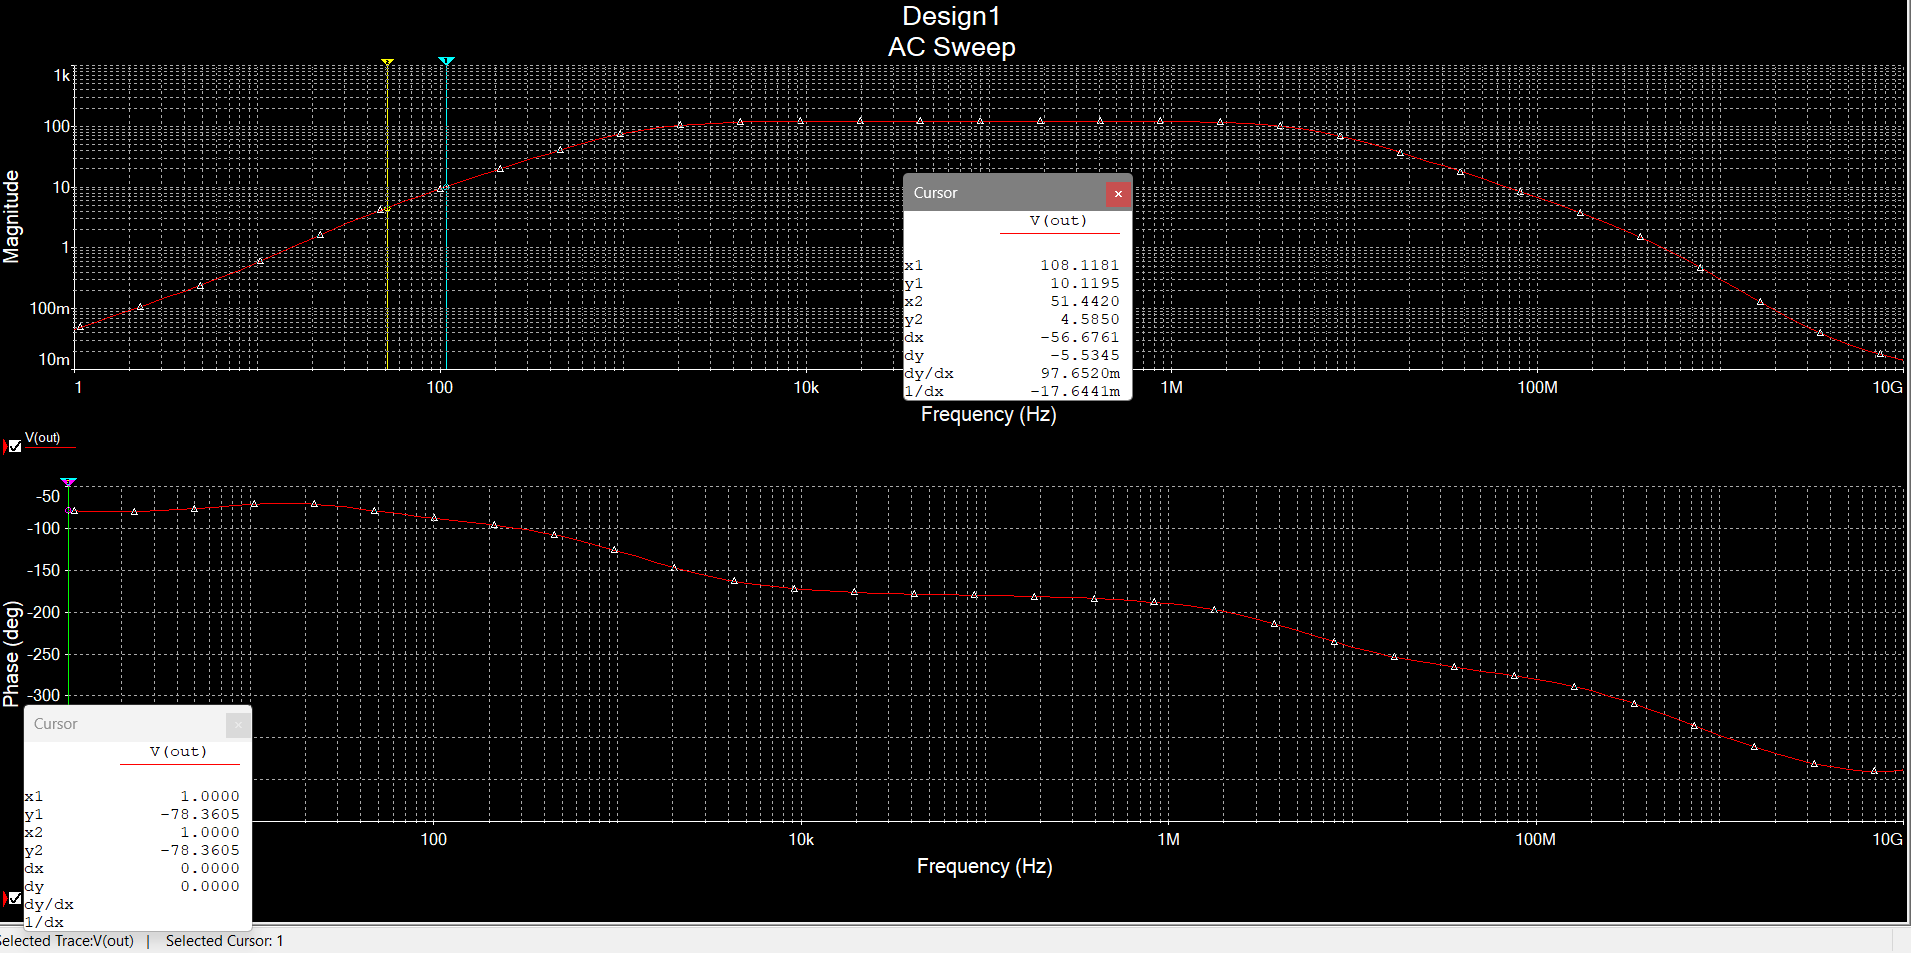 Design1
AC Sweep
Magnitude
1k
100
10
1
100m
10m
1
100
10k
1M
100M
10G
Frequency (Hz)
Cursor
V(out)
x1 108.1181
y1 10.1195
x2 51.4420
y2 4.5850
dx -56.6761
dy -5.5345
dy/dx 97.6520m
1/dx -17.6441m
V(out)
Phase (deg)
-50
-100
-150
-200
-250
-300
100
10k
1M
100M
10G
Frequency (Hz)
Cursor
V(out)
x1 1.0000
y1 -78.3605
x2 1.0000
y2 -78.3605
dx 0.0000
dy 0.0000
dy/dx
1/dx
Selected Trace:V(out) | Selected Cursor: 1